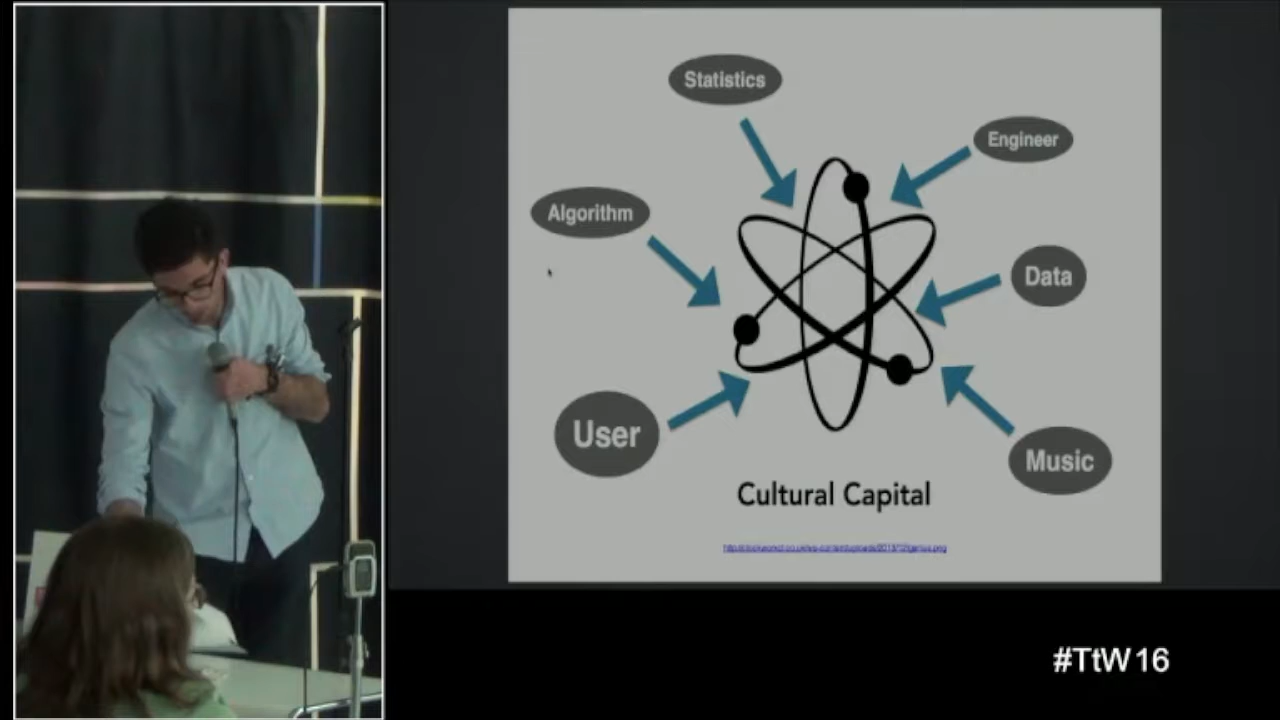 Statistics
Engineer
Algorithm
Data
User
Music
Cultural Capital
#TtW16